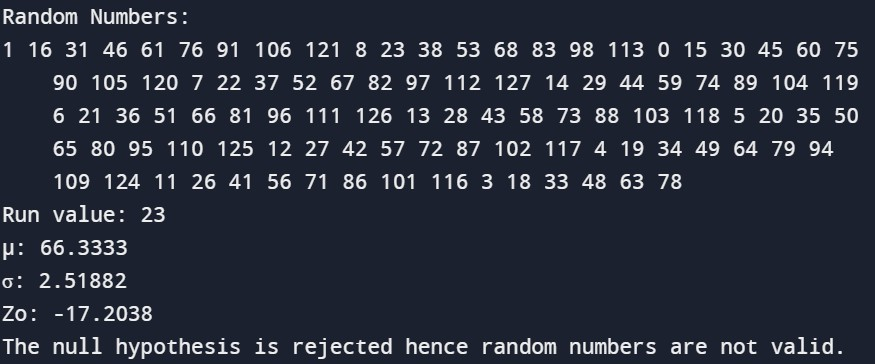 Random Numbers:
1 16 31 46 61 76 91 106 121 8 23 38 53 68 83 98 113 0 15 30 45 60 75
90 105 120 7 22 37 52 67 82 97 112 127 14 29 44 59 74 89 104 119
6 21 36 51 66 81 96 111 126 13 28 43 58 73 88 103 118 5 20 35 50
65 80 95 110 125 12 27 42 57 72 87 102 117 4 19 34 49 64 79 94
109 124 11 26 41 56 71 86 101 116 3 18 33 48 63 78
Run value: 23
μ: 66.3333
σ: 2.51882
Zo: -17.2038
The null hypothesis is rejected hence random numbers are not valid.